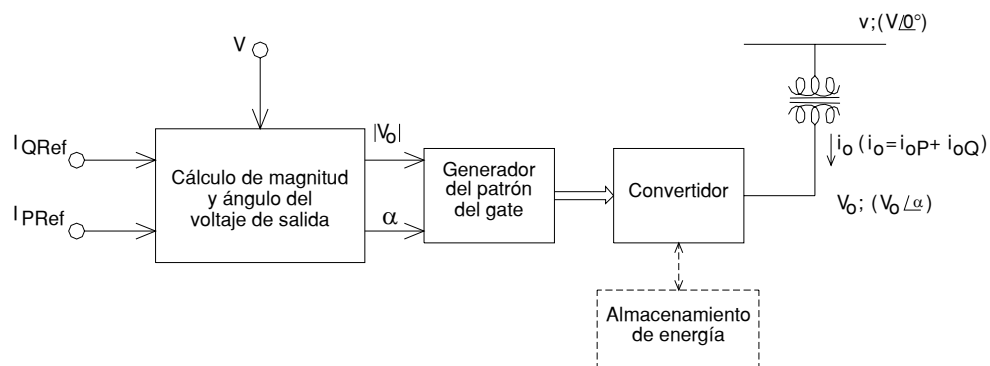 v;(V/0°)
V
I QRef
|Vo|
io (io=ioP+ ioQ)
Cálculo de magnitud
y ángulo del
voltaje de salida
Generador
del patrón
del gate
Convertidor
I PRef
α
Vo; (Vo/α)
Almacenamiento
de energía